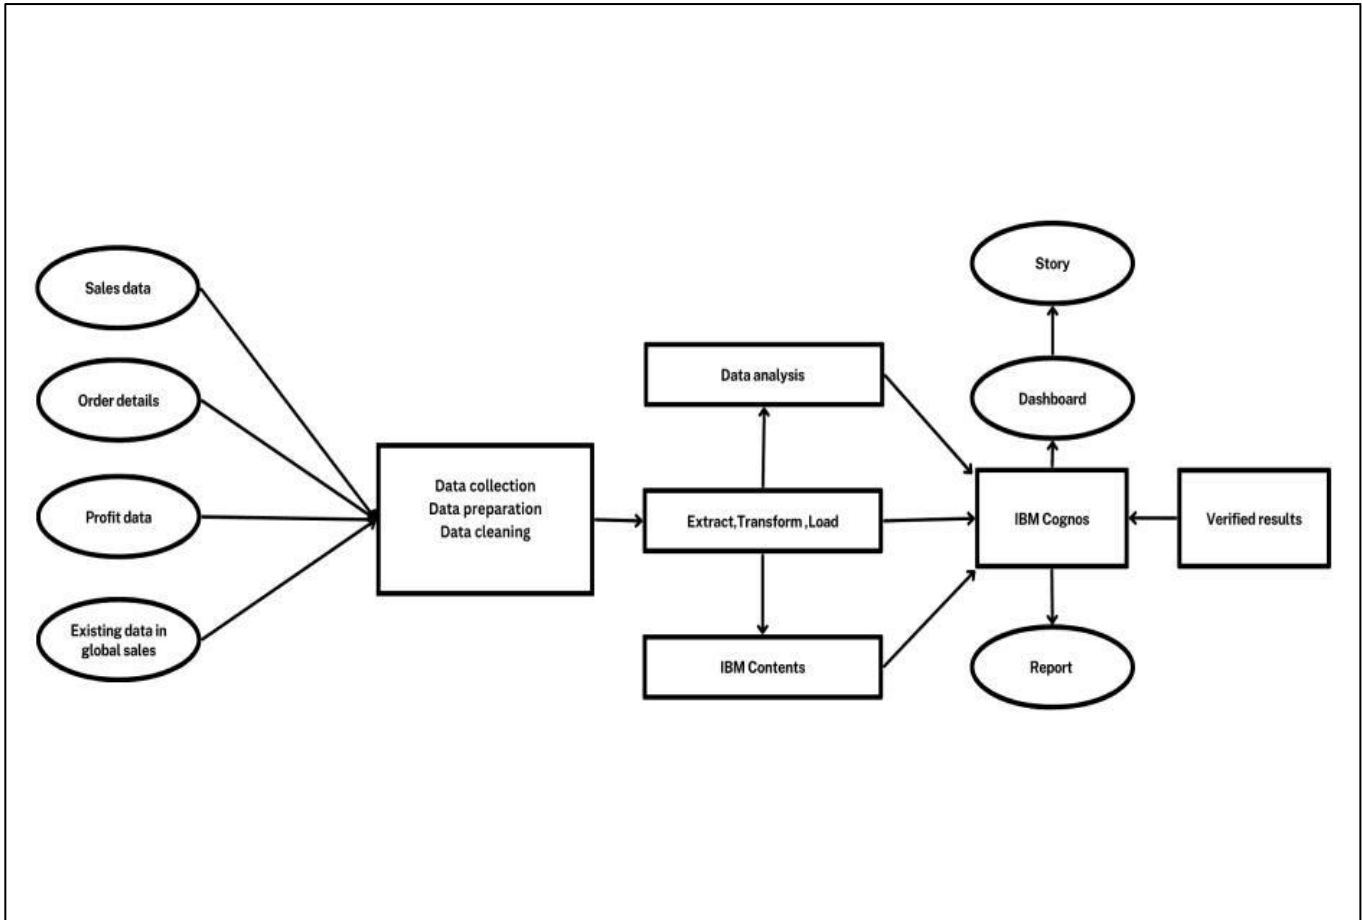 Sales data
Order details
Profit data
Existing data in
global sales
Data collection
Data preparation
Data cleaning
Data analysis
Extract,Transform ,Load
IBM Contents
Story
Dashboard
IBM Cognos
Report
Verified results